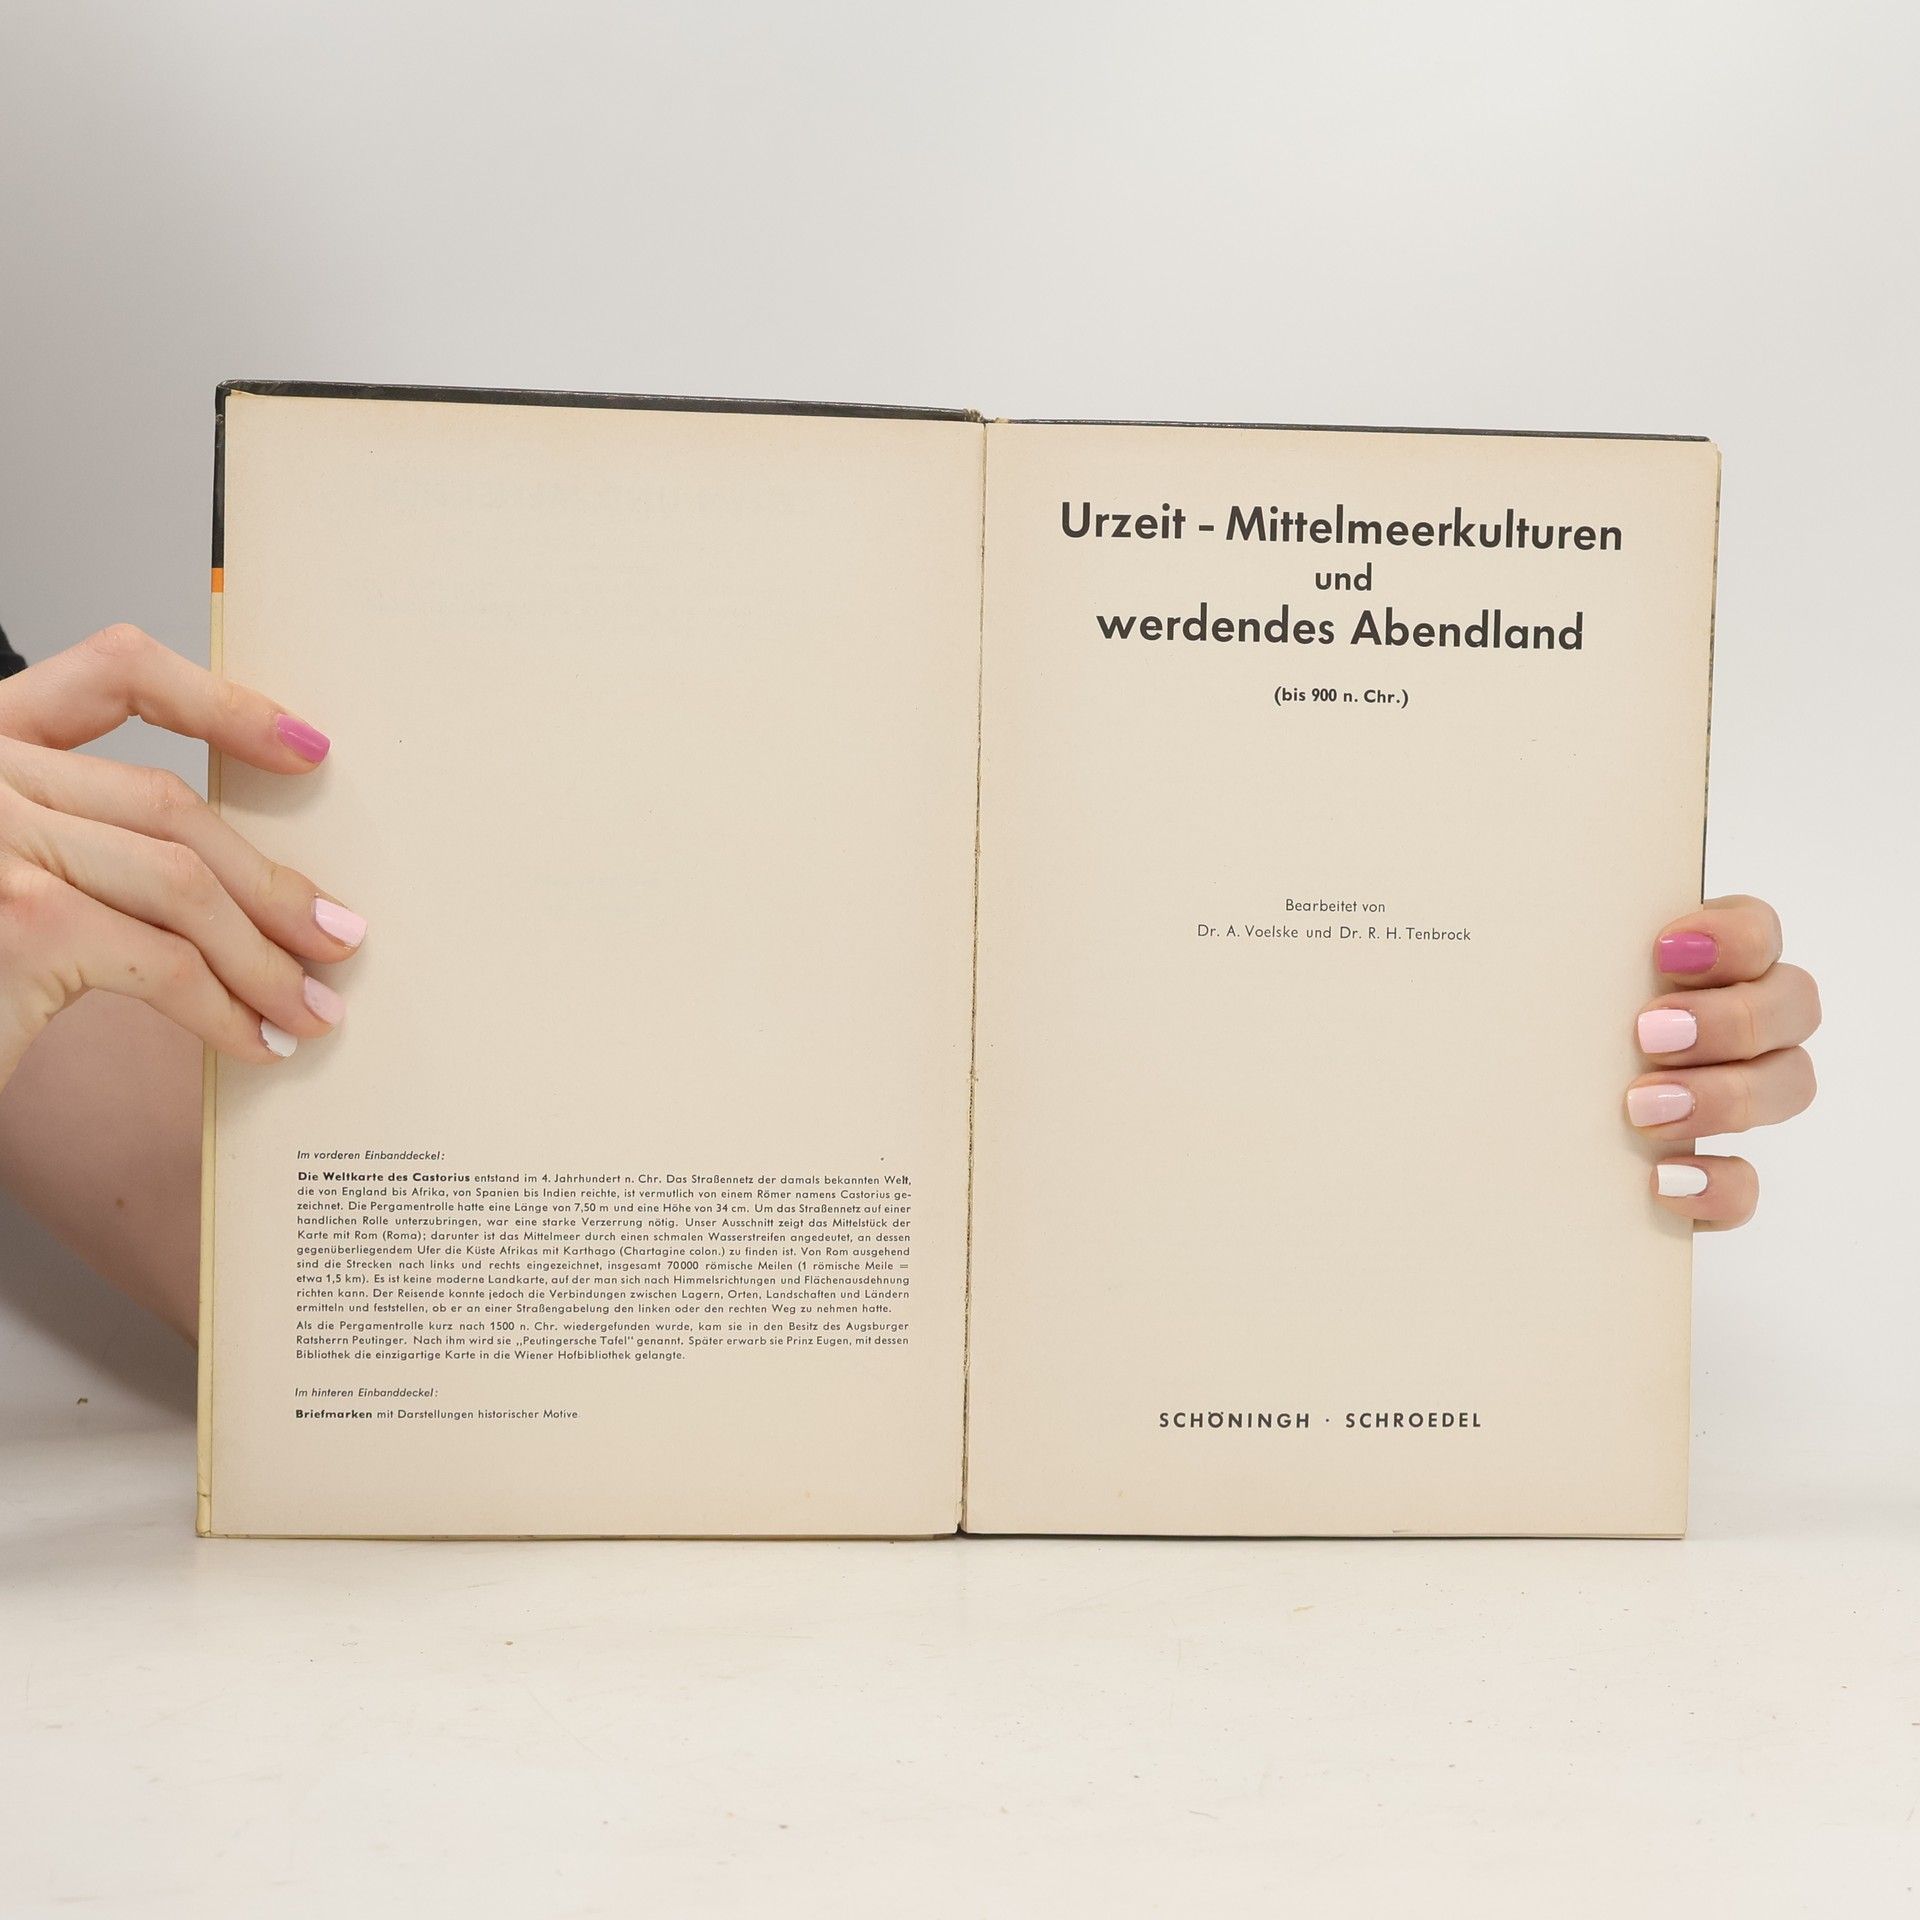 Im vorderen Einbanddeckel:
Die Weltkarte des Castorius entstand im 4. Jahrhundert n. Chr. Das Straßennetz der damals bekannten Welt,
die von England bis Afrika, von Spanien bis Indien reichte, ist vermutlich von einem Römer namens Castorius ge-
zeichnet. Die Pergamentrolle hatte eine Länge von 7,50 m und eine Höhe von 34 cm. Um das Straßennetz auf einer
handlichen Rolle unterzubringen, war eine starke Verzerrung nötig. Unser Ausschnitt zeigt das Mittelstück der
Karte mit Rom (Roma); darunter ist das Mittelmeer durch einen schmalen Wasserstreifen angedeutet, an dessen
gegenüberliegendem Ufer die Küste Afrikas mit Karthago (Chartagine colon.) zu finden ist. Von Rom ausgehend
sind die Strecken nach links und rechts eingezeichnet, insgesamt 70000 römische Meilen (1 römische Meile =
etwa 1,5 km). Es ist keine moderne Landkarte, auf der man sich nach Himmelsrichtungen und Flächenausdehnung
richten kann. Der Reisende konnte jedoch die Verbindungen zwischen Lagern, Orten, Landschaften und Ländern
ermitteln und feststellen, ob er an einer Straßengabelung den linken oder den rechten Weg zu nehmen hatte.
Als die Pergamentrolle kurz nach 1500 n. Chr. wiedergefunden wurde, kam sie in den Besitz des Augsburger
Ratsherrn Peutinger. Nach ihm wird sie „Peutingersche Tafel" genannt. Später erwarb sie Prinz Eugen, mit dessen
Bibliothek die einzigartige Karte in die Wiener Hofbibliothek gelangte.
Im hinteren Einbanddeckel:
Briefmarken mit Darstellungen historischer Motive
Urzeit - Mittelmeerkulturen
und
werdendes Abendland
(bis 900 n. Chr.)
Bearbeitet von
Dr. A. Voelske und Dr. R. H. Tenbrock
SCHÖNINGH · SCHROEDEL